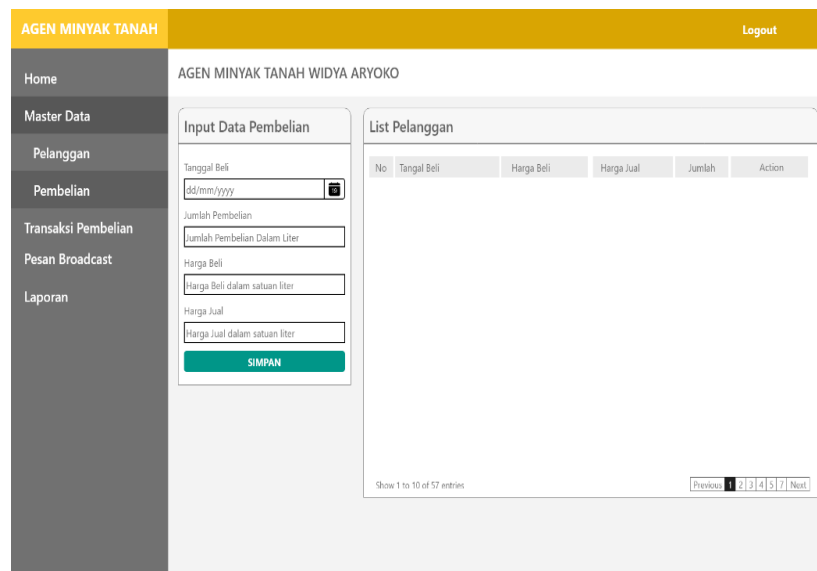 AGEN MINYAK TANAH
Logout
Home
Master Data
Pelanggan
Pembelian
Transaksi Pembelian
Pesan Broadcast
Laporan
AGEN MINYAK TANAH WIDYA ARYOKO
Input Data Pembelian
Tanggal Beli
dd/mm/yyyy
19
Jumlah Pembelian
Jumlah Pembelian Dalam Liter
Harga Beli
Harga Beli dalam satuan liter
Harga Jual
Harga Jual dalam satuan liter
SIMPAN
List Pelanggan
No Tangal Beli Harga Beli Harga Jual Jumlah Action
Show 1 to 10 of 57 entries
Previous 1 2 3 4 5 7 Next